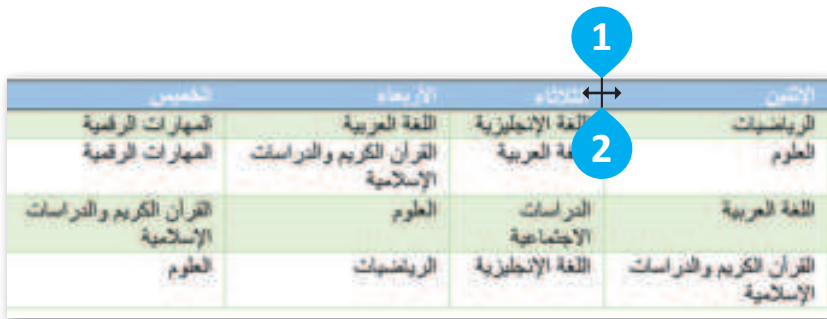 1
الإثنين الثلاثاء الأربعاء الخميس
2
الرياضيات اللغة الإنجليزية اللغة العربية المهارات الرقمية
العلوم اللغة العربية القرآن الكريم والدراسات الإسلامية المهارات الرقمية
اللغة العربية الدراسات الاجتماعية العلوم القرآن الكريم والدراسات الإسلامية
القرآن الكريم والدراسات الإسلامية اللغة الإنجليزية الرياضيات العلوم